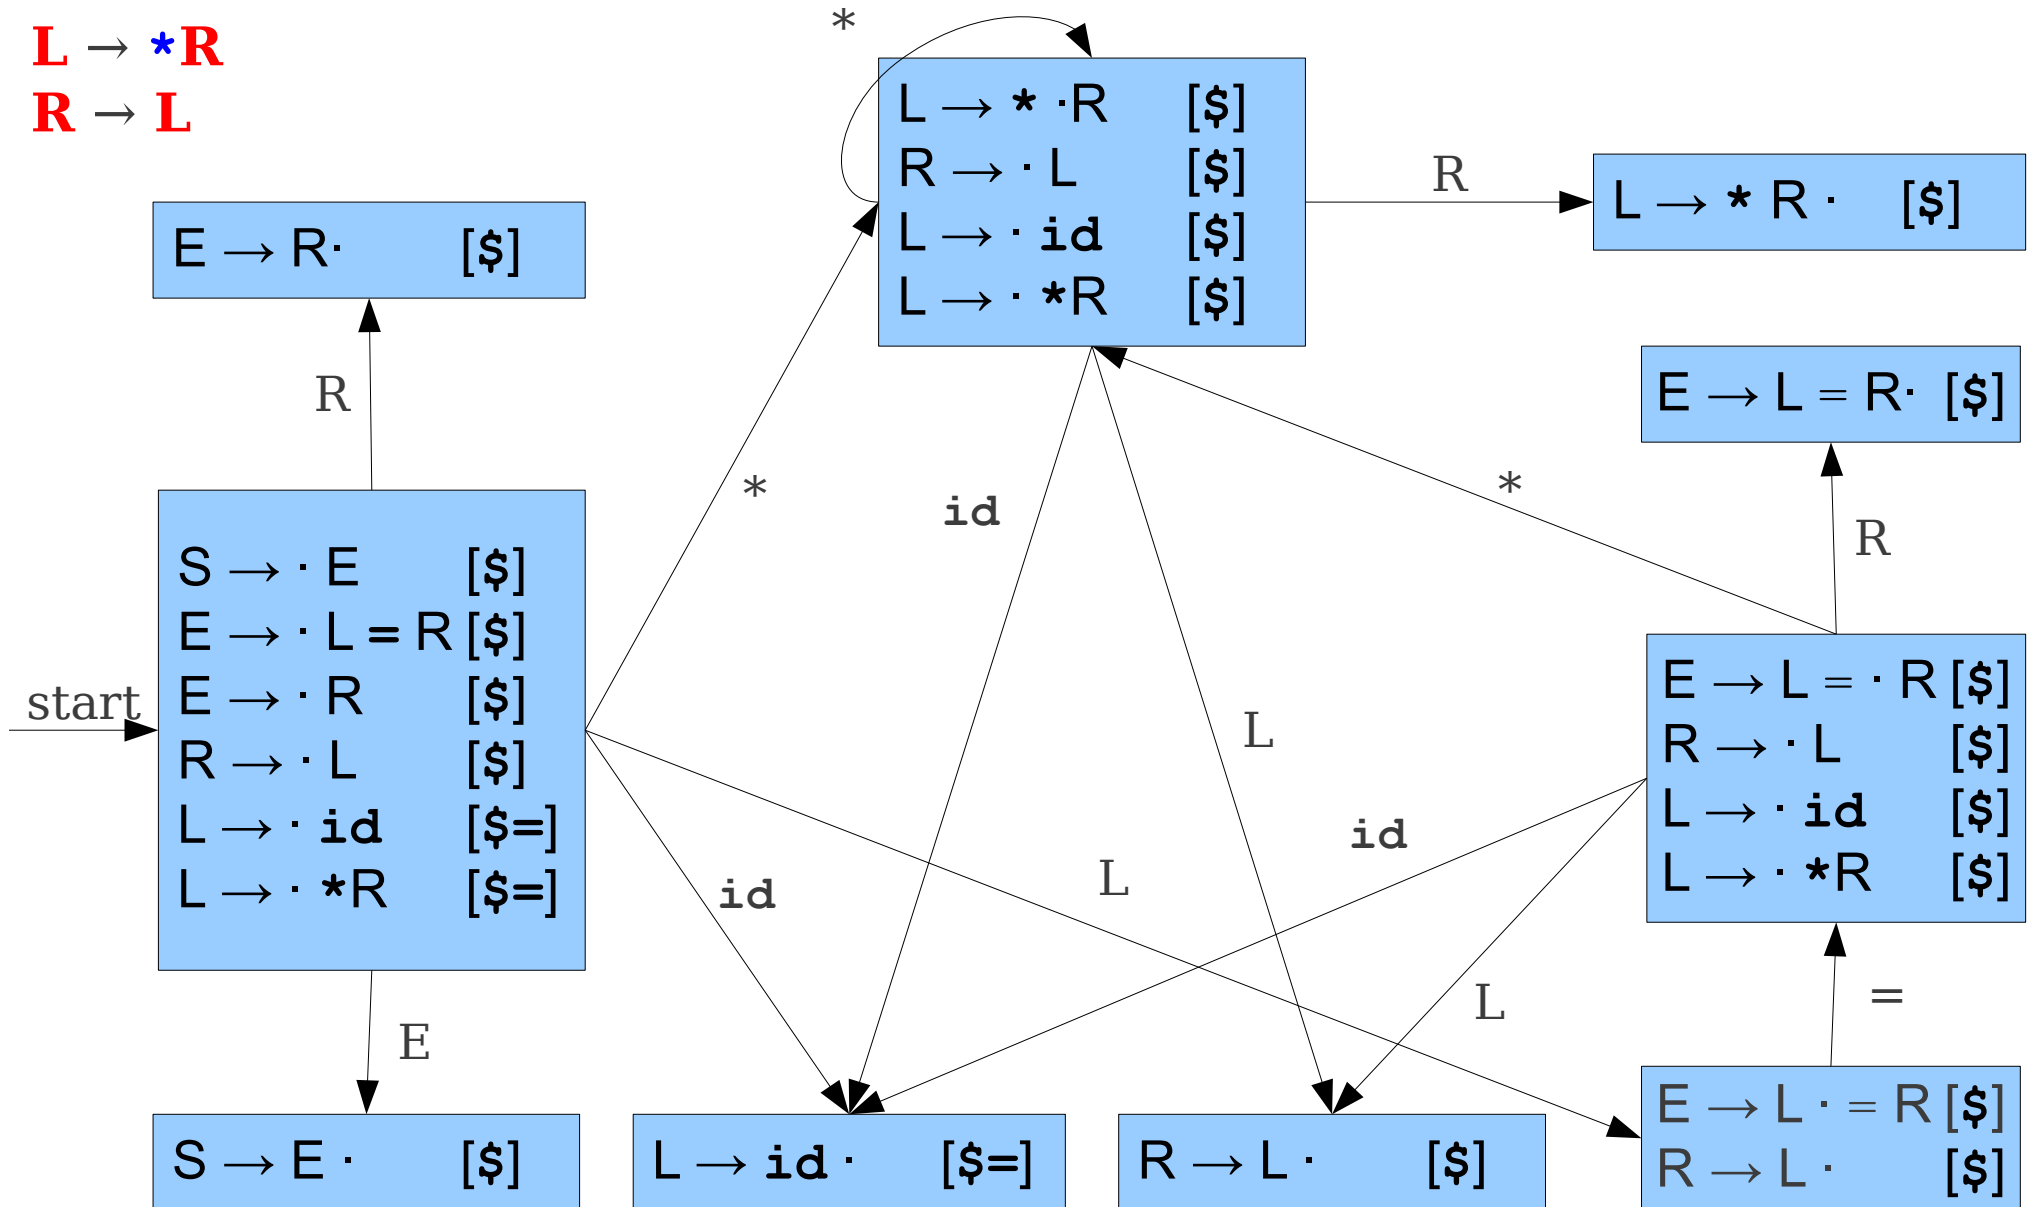 L → *R
R → L
*
L → * ·R [$]
R → · L [$]
L → · id [$]
L → · *R [$]
R
L → * R · [$]
E → R· [$]
R
*
id
*
E → L = R· [$]
R
start
S → · E [$]
E → · L = R [$]
E → · R [$]
R → · L [$]
L → · id [$=]
L → · *R [$=]
L
id
E → L = · R [$]
R → · L [$]
L → · id [$]
L → · *R [$]
id
L
L
=
E
S → E · [$]
L → id · [$=]
R → L · [$]
E → L · = R [$]
R → L · [$]